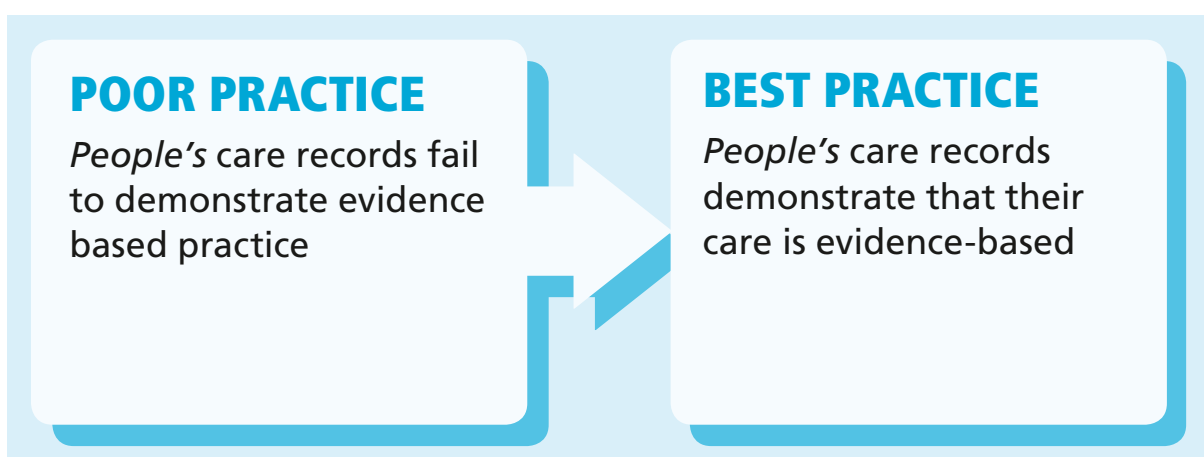 POOR PRACTICE
People's care records fail
to demonstrate evidence
based practice
BEST PRACTICE
People's care records
demonstrate that their
care is evidence-based